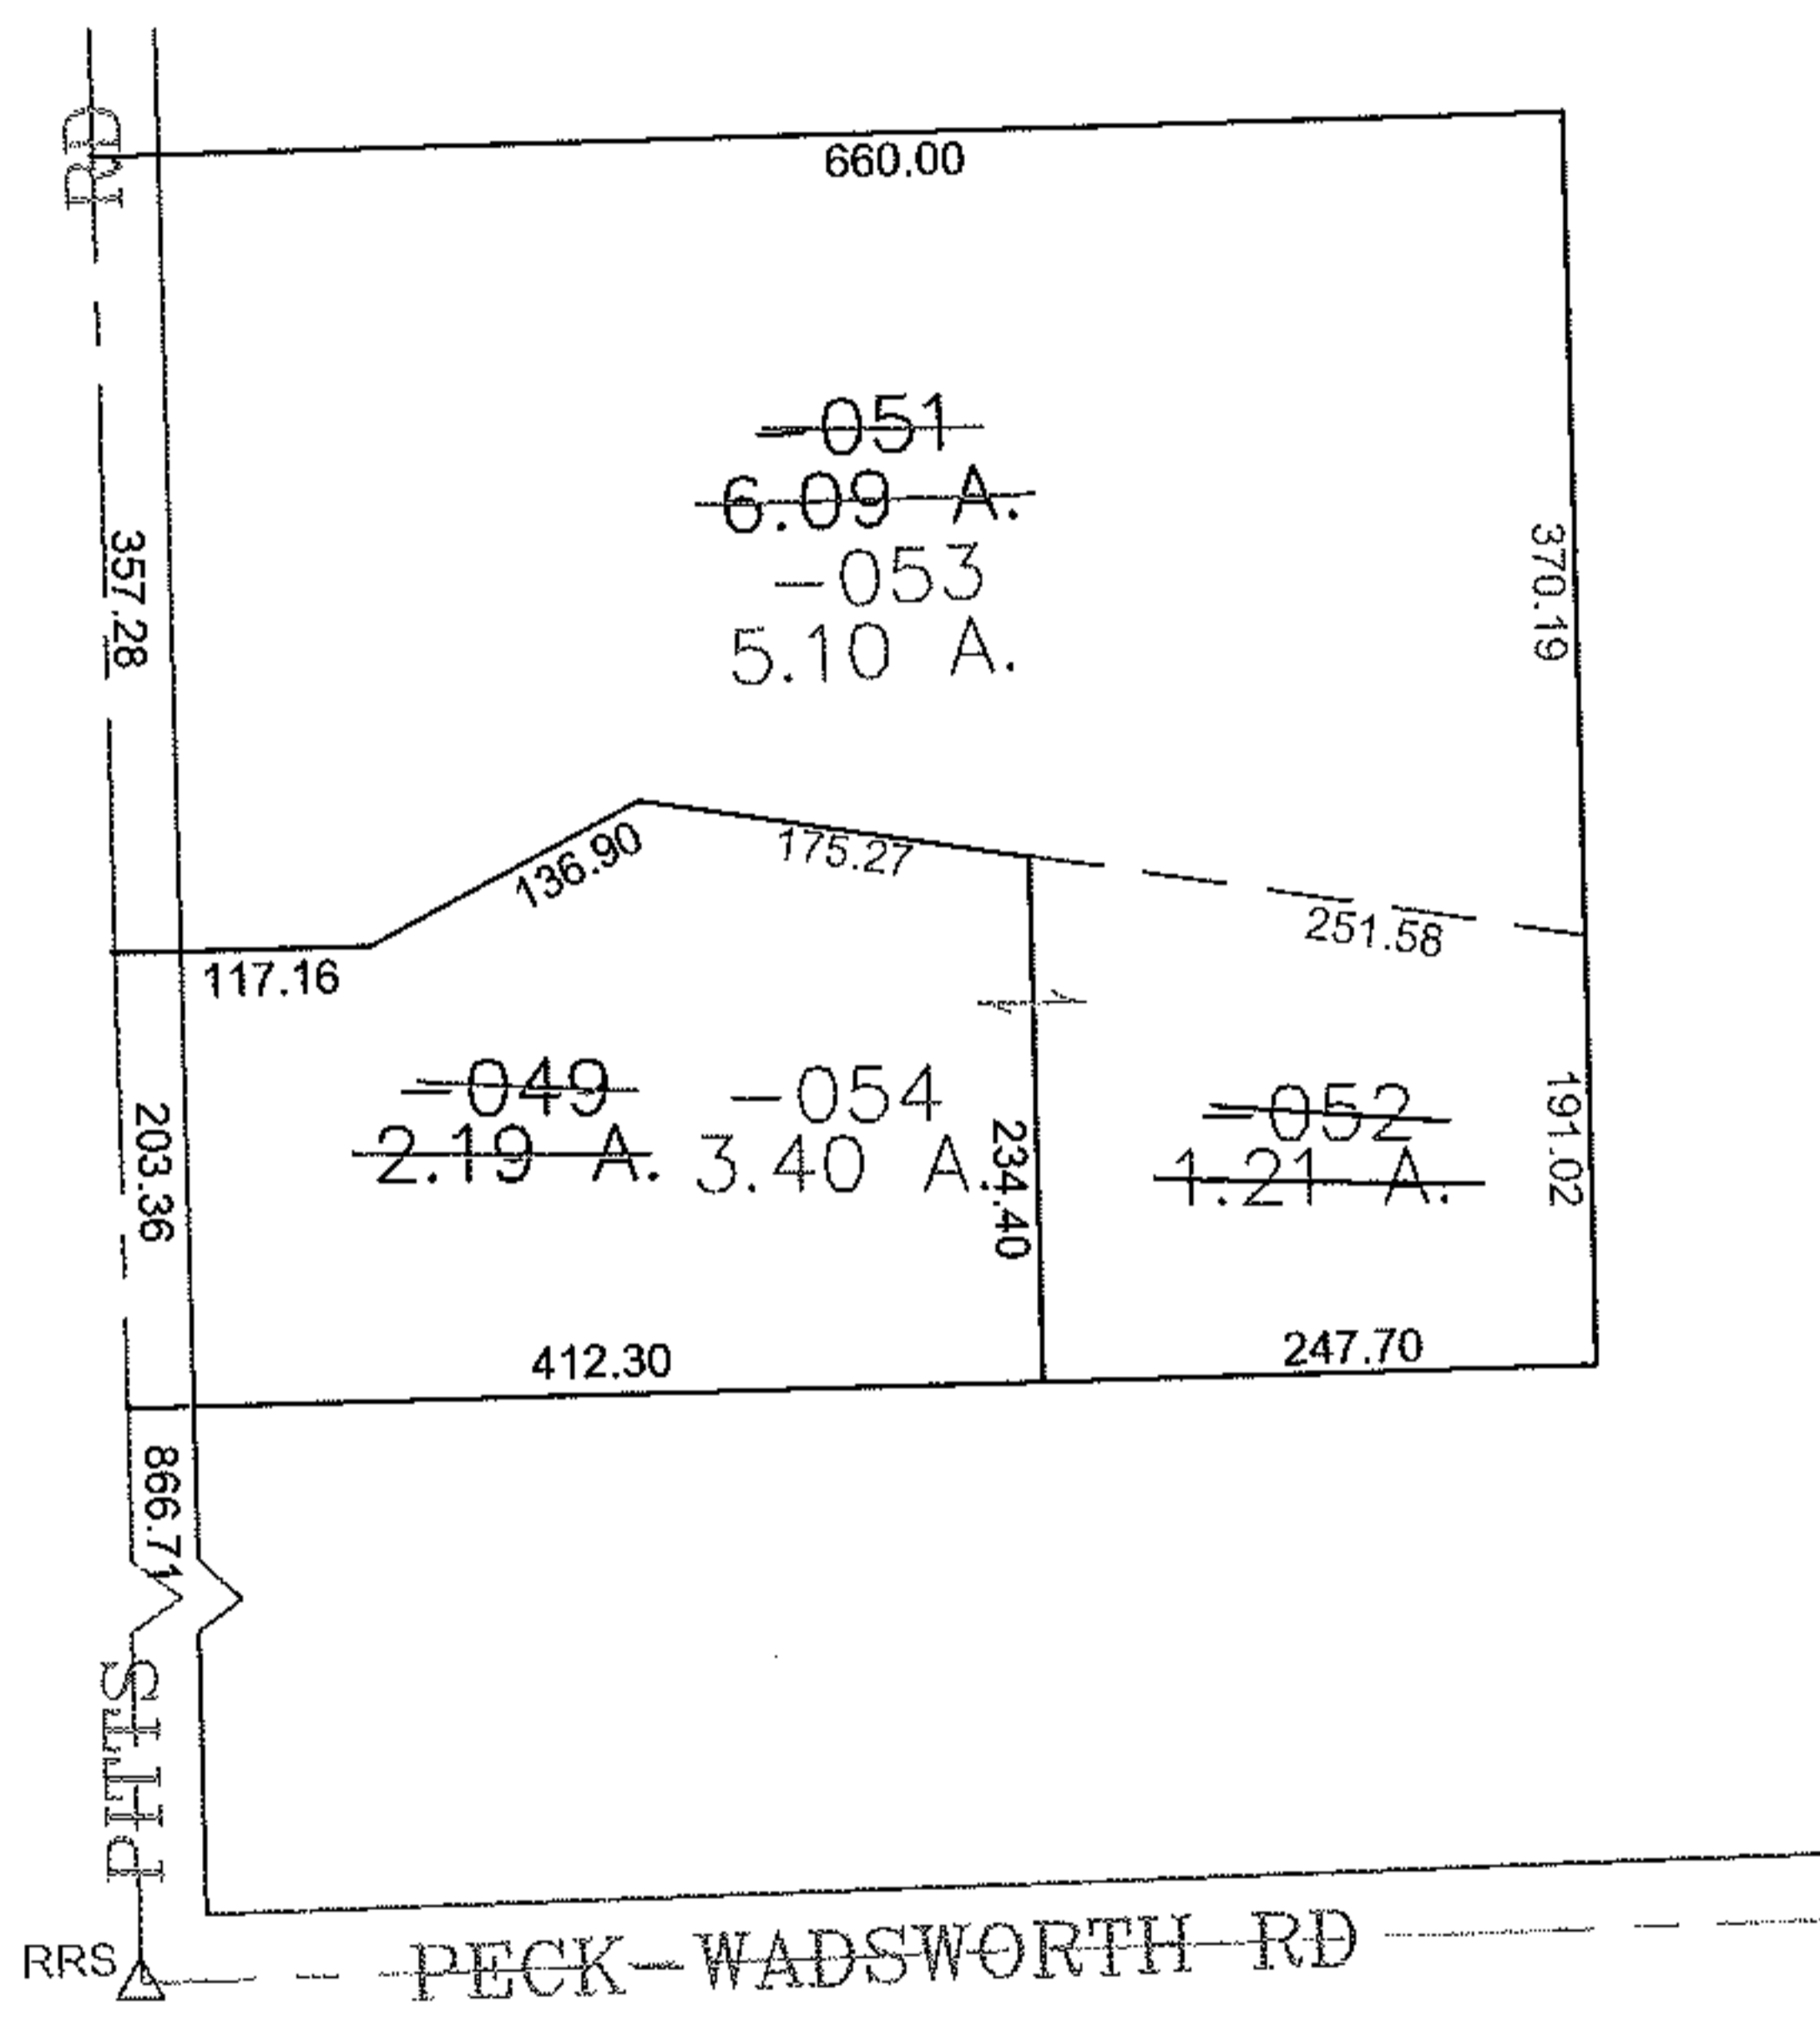 RD
660.00
-051
6.09 A.
-053
5.10 A.
357.28
370.19
136.90
175.27
251.58
117.16
-049 -054
2.19 A. 3.40 A.
-052
1.21 A.
203.36
234.40
191.02
412.30
247.70
866.71
PITTS
RRS
PECK-WADSWORTH RD